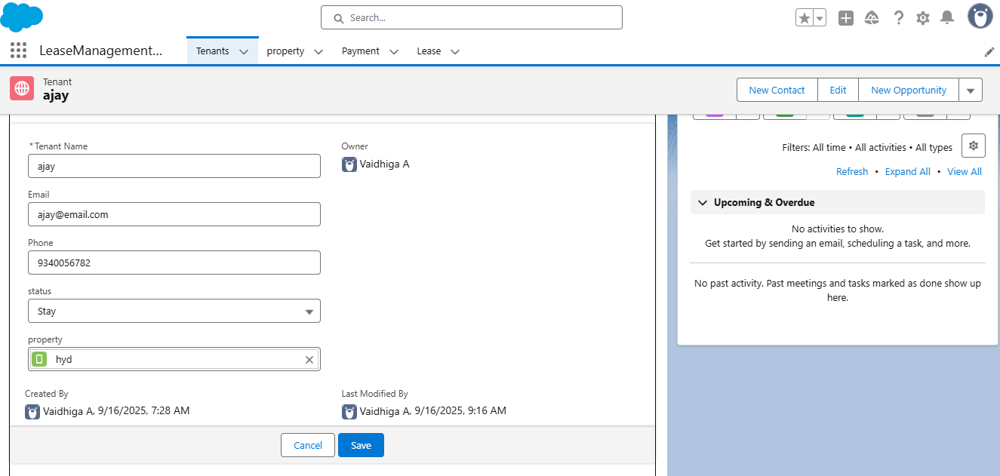 Search...
LeaseManagement...
Tenants
property
Payment
Lease
Tenant
ajay
New Contact
Edit
New Opportunity
*Tenant Name
ajay
Owner
Vaidhiga A
Email
ajay@email.com
Phone
9340056782
status
Stay
property
hyd
Created By
Vaidhiga A, 9/16/2025, 7:28 AM
Last Modified By
Vaidhiga A, 9/16/2025, 9:16 AM
Cancel
Save
Filters: All time • All activities • All types
Refresh • Expand All • View All
Upcoming & Overdue
No activities to show.
Get started by sending an email, scheduling a task, and more.
No past activity. Past meetings and tasks marked as done show up
here.